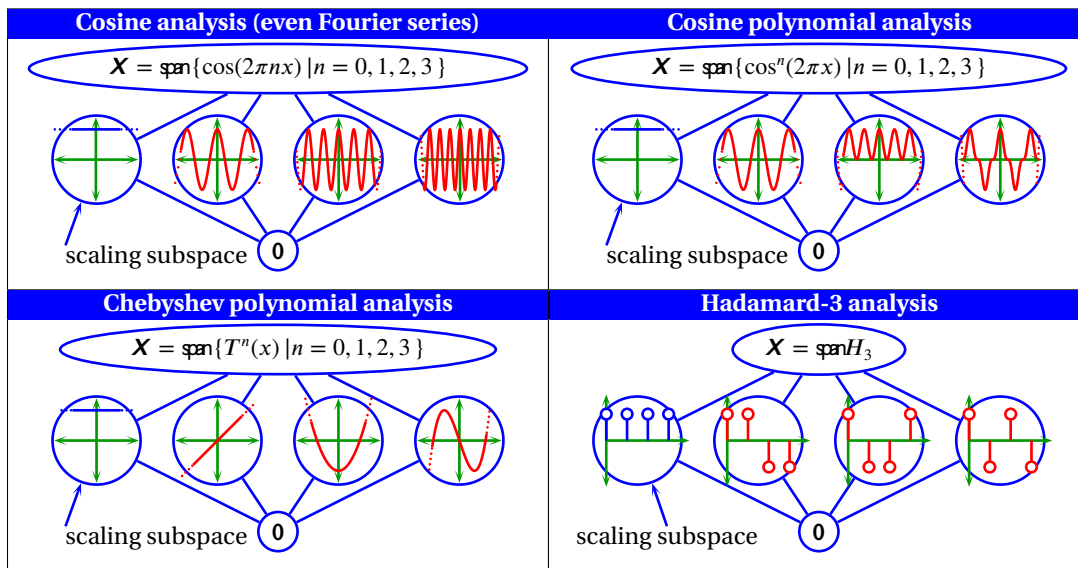 Cosine analysis (even Fourier series)
X = span{cos(2πnx) |n = 0, 1, 2, 3 }
scaling subspace
0
Cosine polynomial analysis
X = span{cosⁿ(2πx) |n = 0, 1, 2, 3 }
scaling subspace
0
Chebyshev polynomial analysis
X = span{Tⁿ(x) |n = 0, 1, 2, 3 }
scaling subspace
0
Hadamard-3 analysis
X = spanH₃
scaling subspace
0